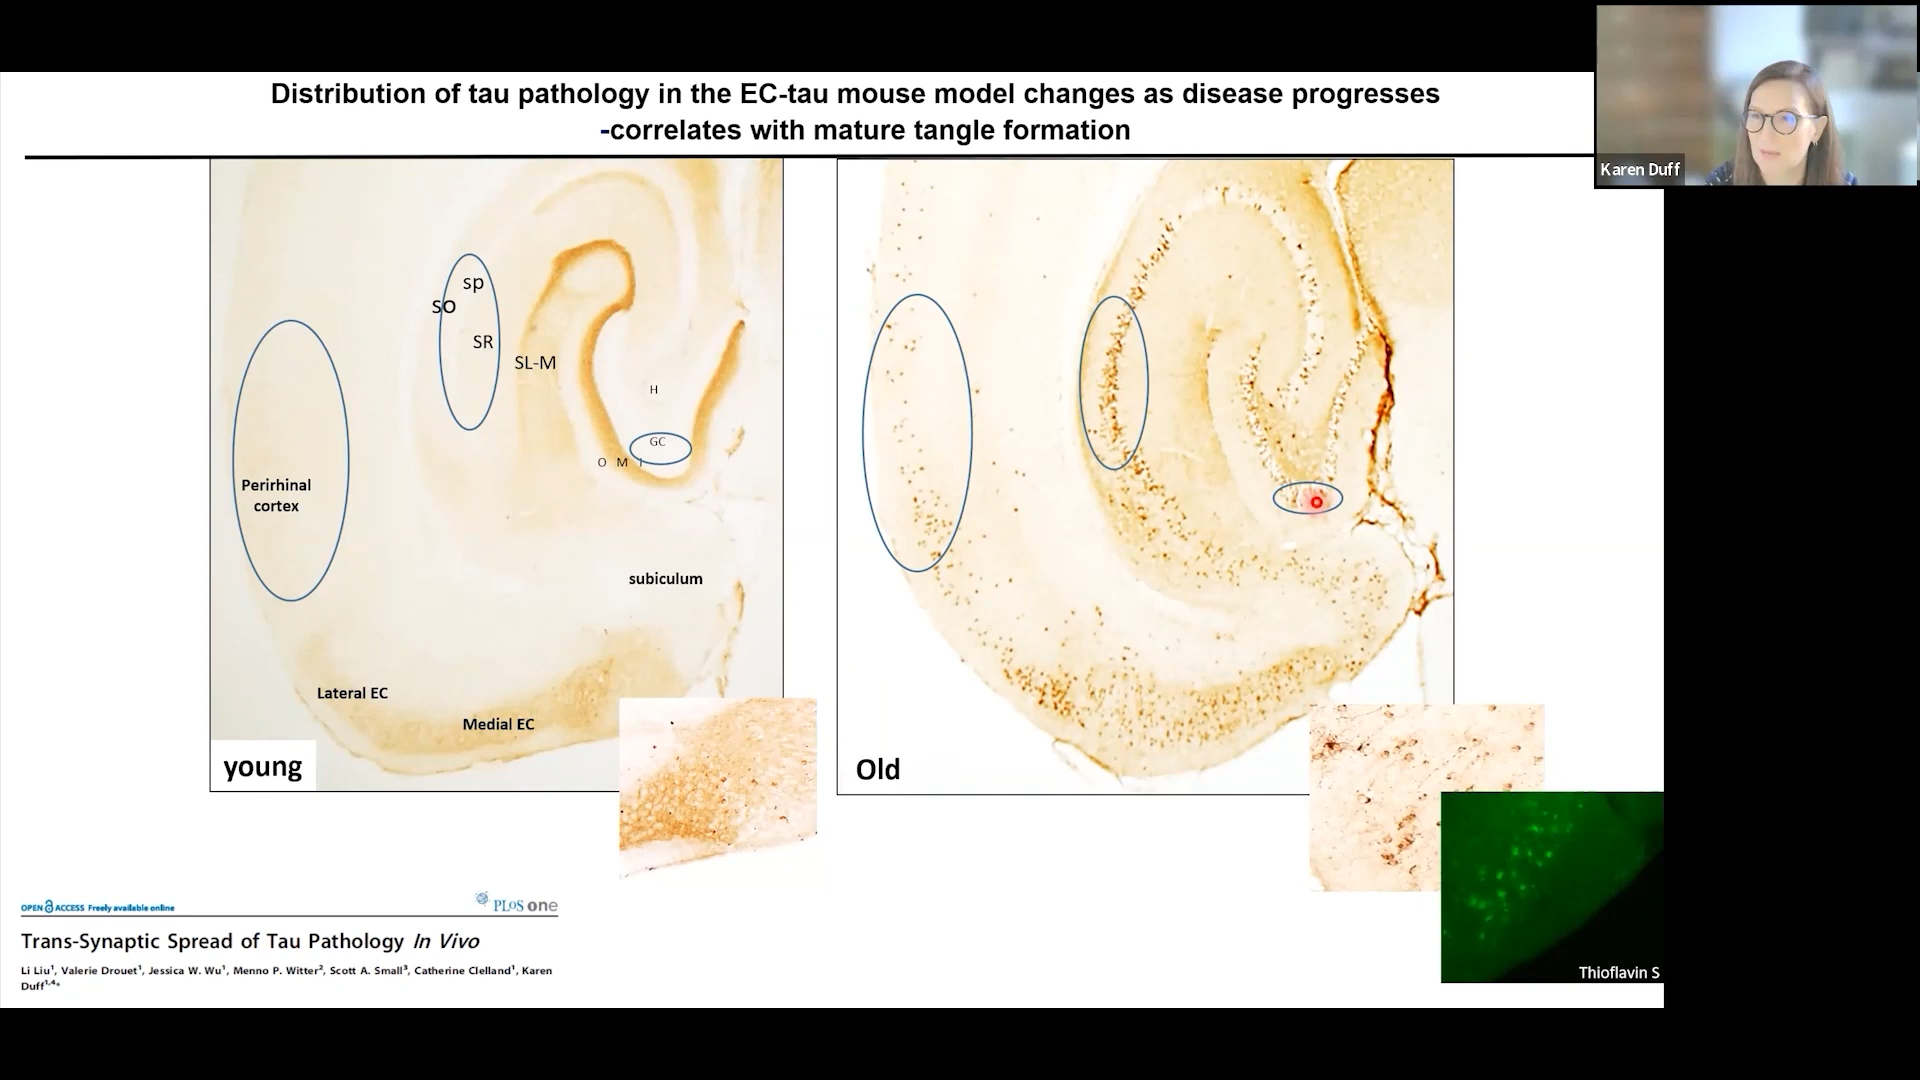 Distribution of tau pathology in the EC-tau mouse model changes as disease progresses
-correlates with mature tangle formation
Karen Duff
sp
so
SR
SL-M
H
GC
O M I
Perirhinal
cortex
subiculum
Lateral EC
Medial EC
young
Old
Thioflavin S
OPEN ACCESS Freely available online
PLoS one
Trans-Synaptic Spread of Tau Pathology In Vivo
Li Liu¹, Valerie Drouet¹, Jessica W. Wu¹, Menno P. Witter², Scott A. Small³, Catherine Clelland¹, Karen
Duff¹,⁴*